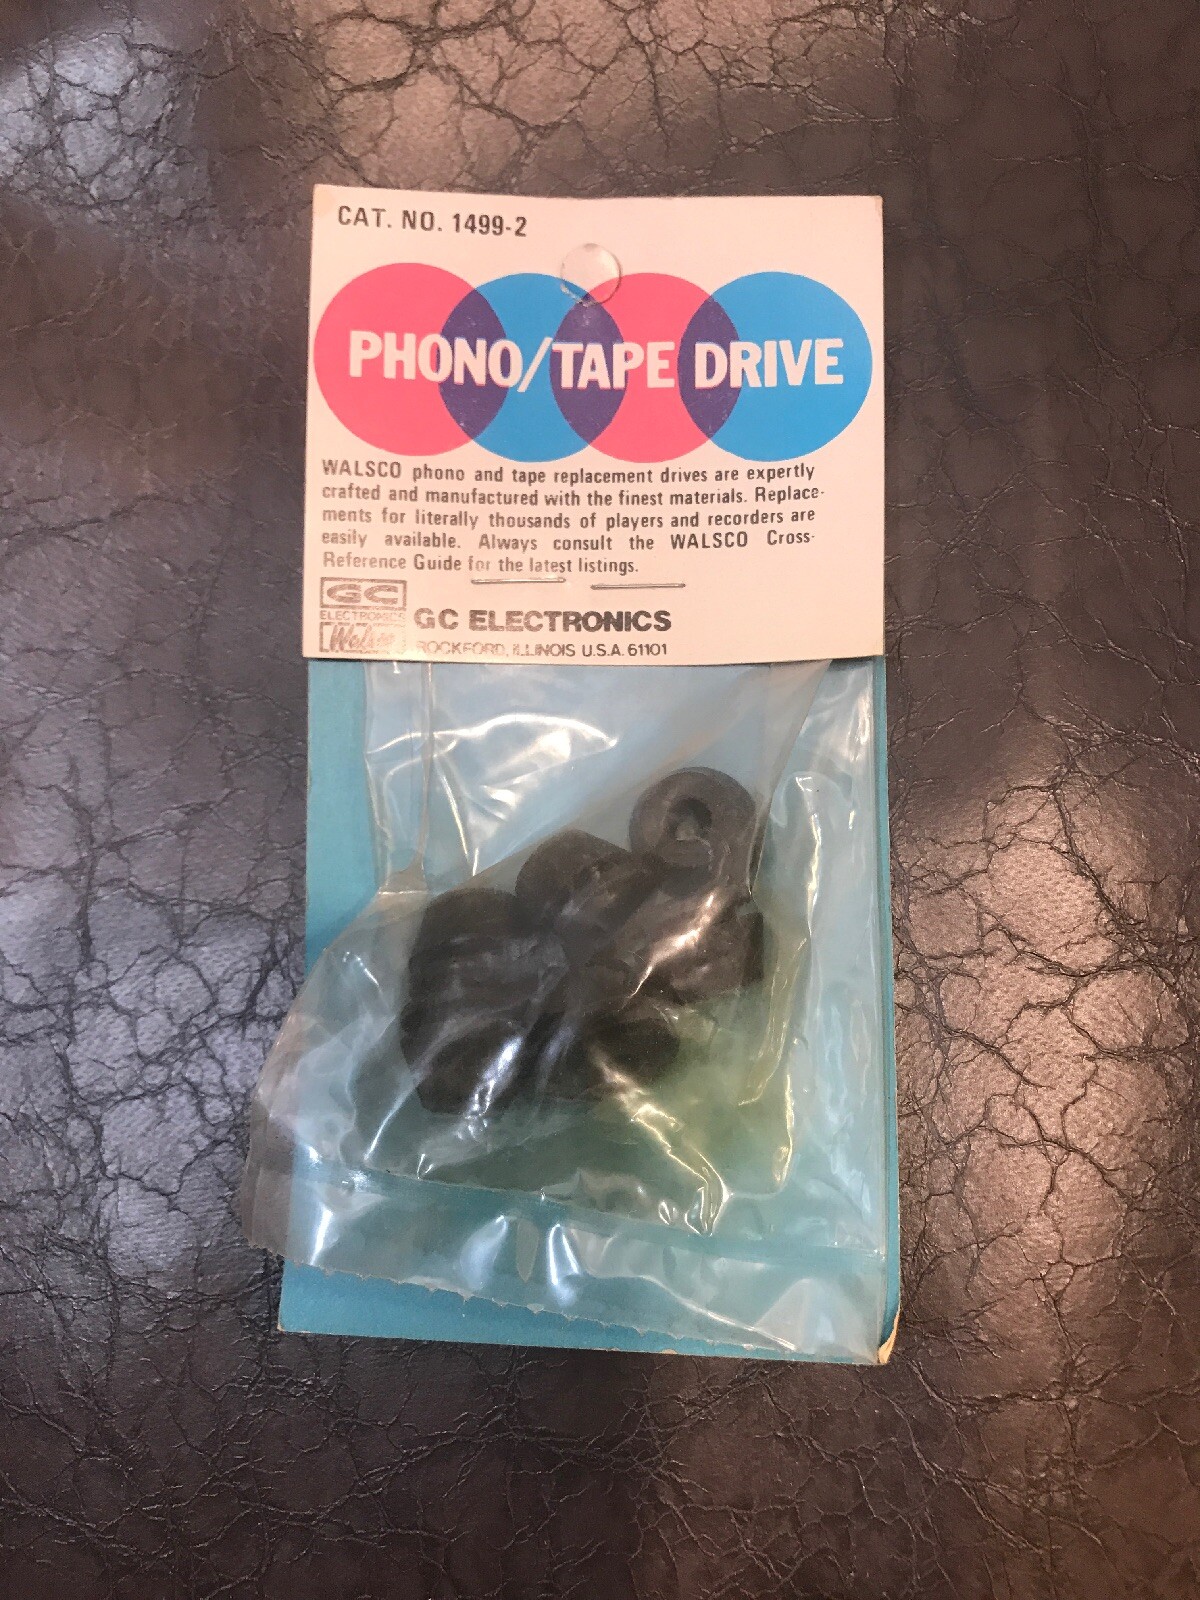 CAT. NO. 1499-2
PHONO/TAPE DRIVE
WALSCO phono and tape replacement drives are expertly
crafted and manufactured with the finest materials. Replace-
ments for literally thousands of players and recorders are
easily available. Always consult the WALSCO Cross-
Reference Guide for the latest listings.
GC
ELECTRONICS
Walsco
GC ELECTRONICS
ROCKFORD, ILLINOIS U.S.A. 61101